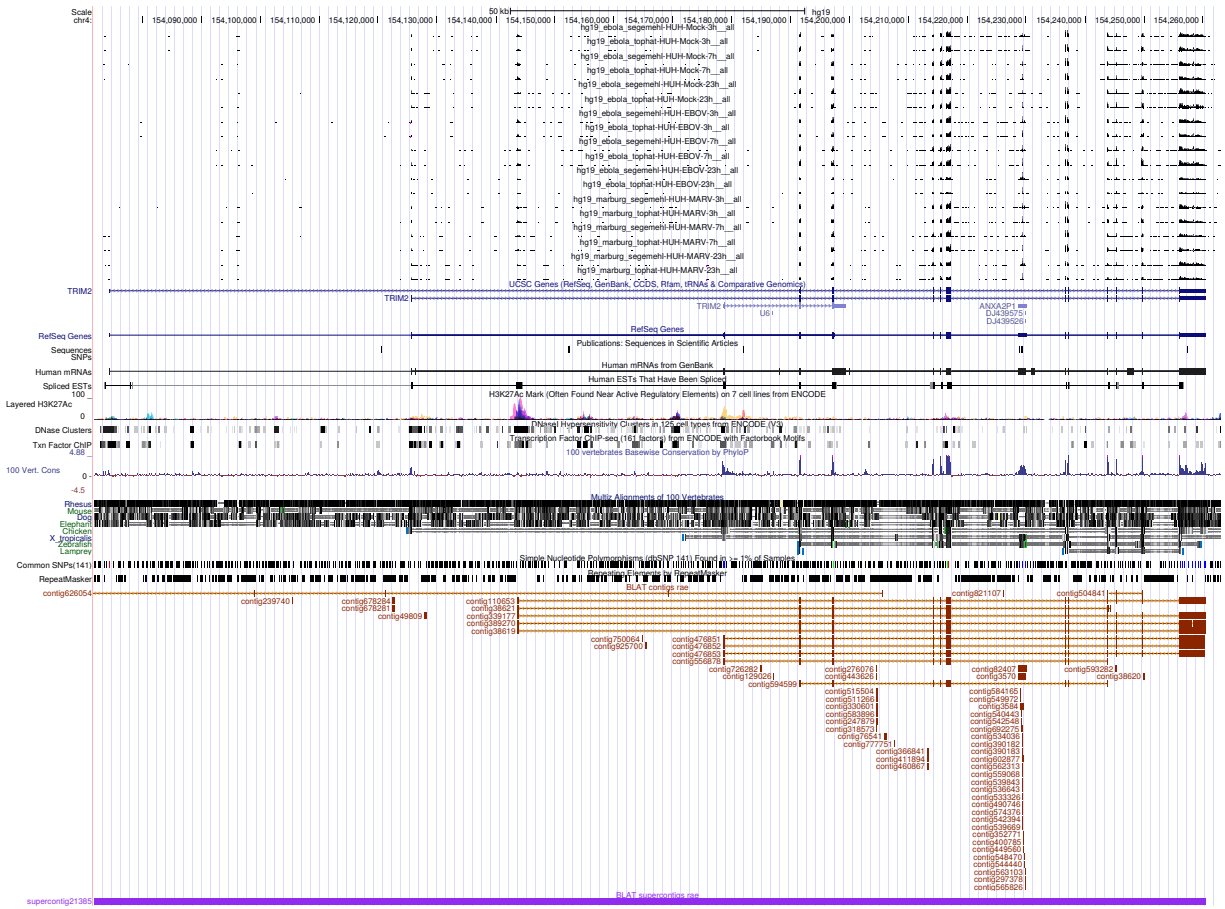 Scale 50 kb hg19
chr4: 154,090,000 154,100,000 154,110,000 154,120,000 154,130,000 154,140,000 154,150,000 154,160,000 154,170,000 154,180,000 154,190,000 154,200,000 154,210,000 154,220,000 154,230,000 154,240,000 154,250,000 154,260,000
hg19_ebola_segemehl-HUH-Mock-3h__all
hg19_ebola_tophat-HUH-Mock-3h__all
hg19_ebola_segemehl-HUH-Mock-7h__all
hg19_ebola_tophat-HUH-Mock-7h__all
hg19_ebola_segemehl-HUH-Mock-23h__all
hg19_ebola_tophat-HUH-Mock-23h__all
hg19_ebola_segemehl-HUH-EBOV-3h__all
hg19_ebola_tophat-HUH-EBOV-3h__all
hg19_ebola_segemehl-HUH-EBOV-7h__all
hg19_ebola_tophat-HUH-EBOV-7h__all
hg19_ebola_segemehl-HUH-EBOV-23h__all
hg19_ebola_tophat-HUH-EBOV-23h__all
hg19_marburg_segemehl-HUH-MARV-3h__all
hg19_marburg_tophat-HUH-MARV-3h__all
hg19_marburg_segemehl-HUH-MARV-7h__all
hg19_marburg_tophat-HUH-MARV-7h__all
hg19_marburg_segemehl-HUH-MARV-23h__all
hg19_marburg_tophat-HUH-MARV-23h__all
UCSC Genes (RefSeq, GenBank, CCDS, Rfam, tRNAs & Comparative Genomics)
TRIM2
TRIM2
TRIM2 ANXA2P1
U6 DJ439575
DJ439526
RefSeq Genes
RefSeq Genes
Publications: Sequences in Scientific Articles
Sequences
SNPs
Human mRNAs from GenBank
Human mRNAs
Human ESTs That Have Been Spliced
Spliced ESTs
H3K27Ac Mark (Often Found Near Active Regulatory Elements) on 7 cell lines from ENCODE
100
Layered H3K27Ac
0
DNaseI Hypersensitivity Clusters in 125 cell types from ENCODE (V3)
DNase Clusters
Transcription Factor ChIP-seq (161 factors) from ENCODE with Factorbook Motifs
Txn Factor ChIP
100 vertebrates Basewise Conservation by PhyloP
4.88
100 Vert. Cons
0
-4.5
Multiz Alignments of 100 Vertebrates
Rhesus
Mouse
Dog
Elephant
Chicken
X_tropicalis
Zebrafish
Lamprey
Simple Nucleotide Polymorphisms (dbSNP 141) Found in >= 1% of Samples
Common SNPs(141)
Repeating Elements by RepeatMasker
RepeatMasker
BLAT contigs rae
contig626054 contig821107 contig504841
contig239740 contig678284 contig110653
contig678281 contig38621
contig49809 contig339177
contig389270
contig38619
contig750064 contig476851
contig925700 contig476852
contig476853
contig556878
contig726282 contig276076 contig82407 contig593282
contig129026 contig443626 contig3570 contig38620
contig594599
contig515504 contig584165
contig511266 contig549972
contig330601 contig3584
contig583896 contig540443
contig247879 contig542548
contig318573 contig692275
contig76541 contig534036
contig777751 contig390182
contig366841 contig390183
contig411894 contig602877
contig460867 contig562313
contig559068
contig539843
contig536643
contig533326
contig490746
contig574376
contig542394
contig539669
contig352771
contig400785
contig449560
contig548470
contig544440
contig563103
contig297378
contig565826
BLAT supercontigs rae
supercontig21385